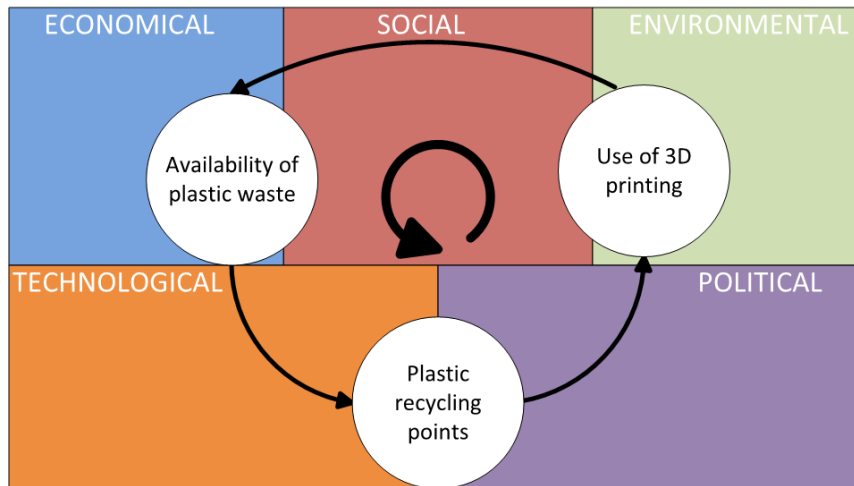 ECONOMICAL
SOCIAL
ENVIRONMENTAL
Availability of
plastic waste
Use of 3D
printing
TECHNOLOGICAL
POLITICAL
Plastic
recycling
points